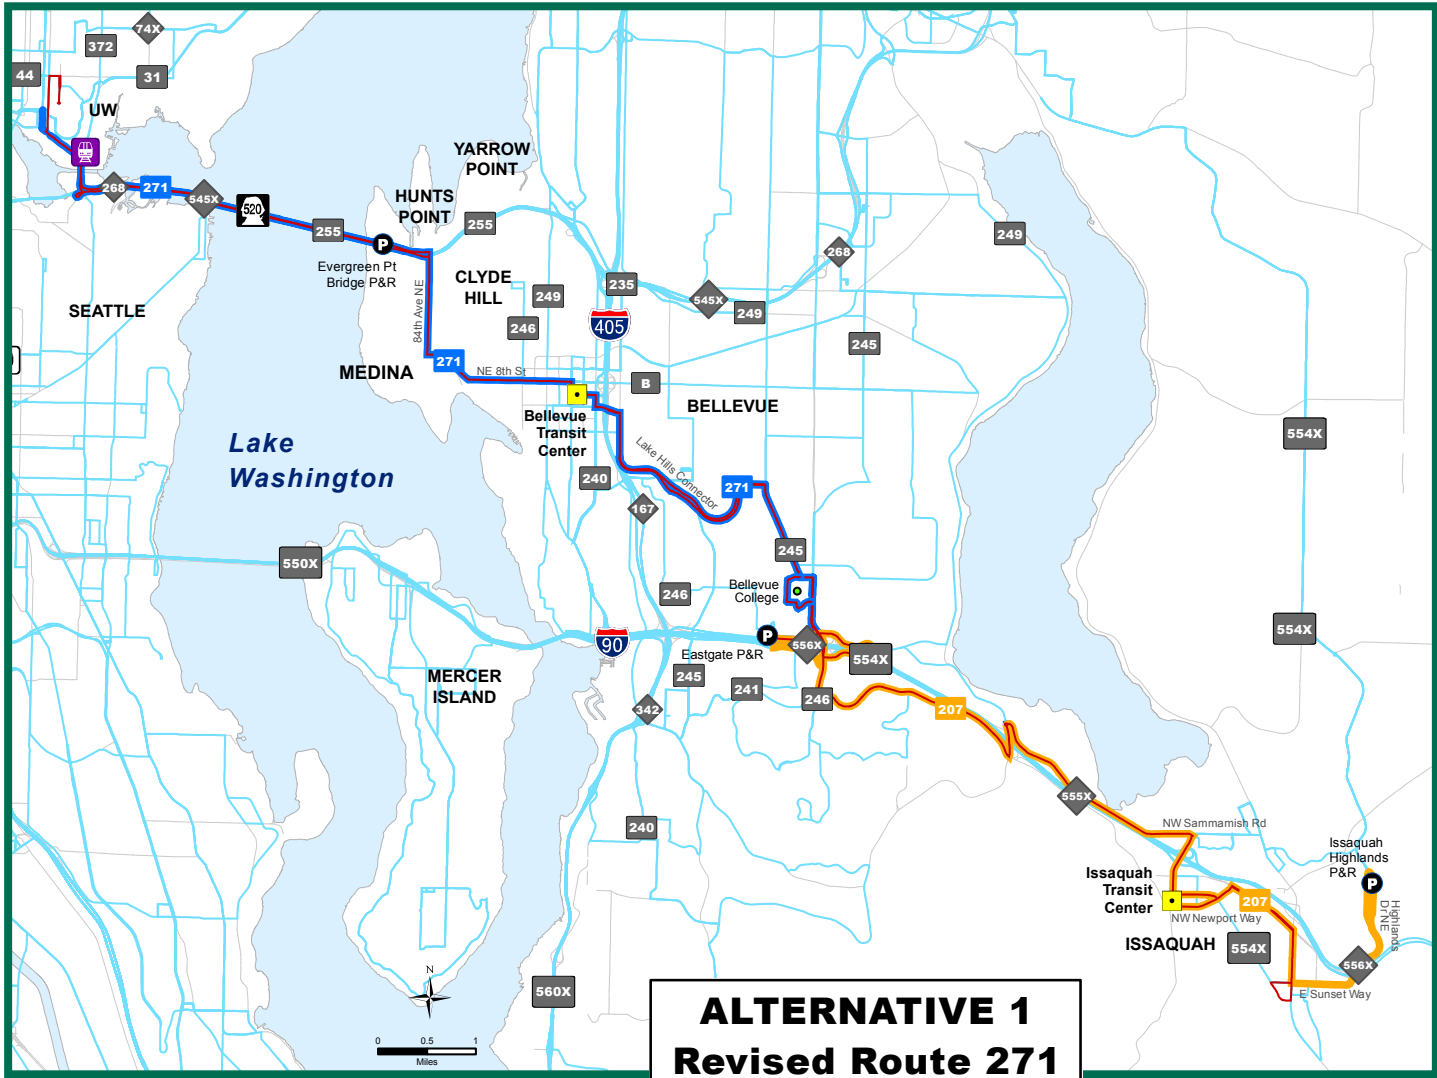 74X
372
44
31
UW
268
271
545X
520
255
YARROW
POINT
HUNTS
POINT
255
P
Evergreen Pt
Bridge P&R
CLYDE
HILL
84th Ave NE
249
246
235
405
545X
249
268
249
245
SEATTLE
MEDINA
271
NE 8th St
B
BELLEVUE
Bellevue
Transit
Center
Lake
Washington
240
Lake Hills Connector
271
167
245
554X
550X
Bellevue
College
246
90
P
Eastgate P&R
556X
554X
554X
245
241
246
MERCER
ISLAND
342
207
555X
240
NW Sammamish Rd
Issaquah
Highlands
P&R
P
Issaquah
Transit
Center
207
NW Newport Way
Highlands
Dr NE
ISSAQUAH
554X
556X
E Sunset Way
N
560X
0 0.5 1
Miles
ALTERNATIVE 1
Revised Route 271